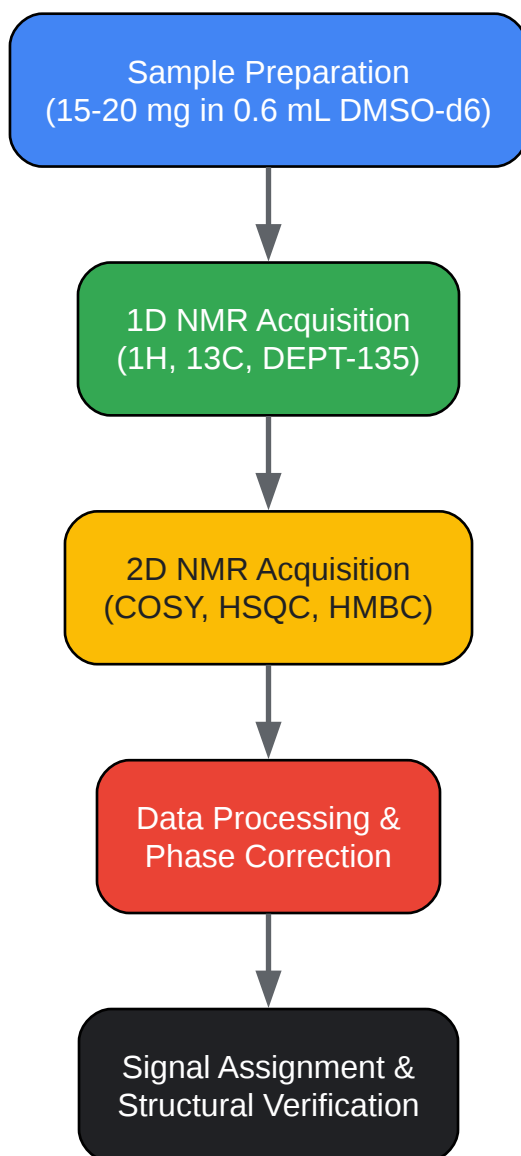 Sample Preparation
(15-20 mg in 0.6 mL DMSO-d6)
1D NMR Acquisition
(1H, 13C, DEPT-135)
2D NMR Acquisition
(COSY, HSQC, HMBC)
Data Processing &
Phase Correction
Signal Assignment &
Structural Verification